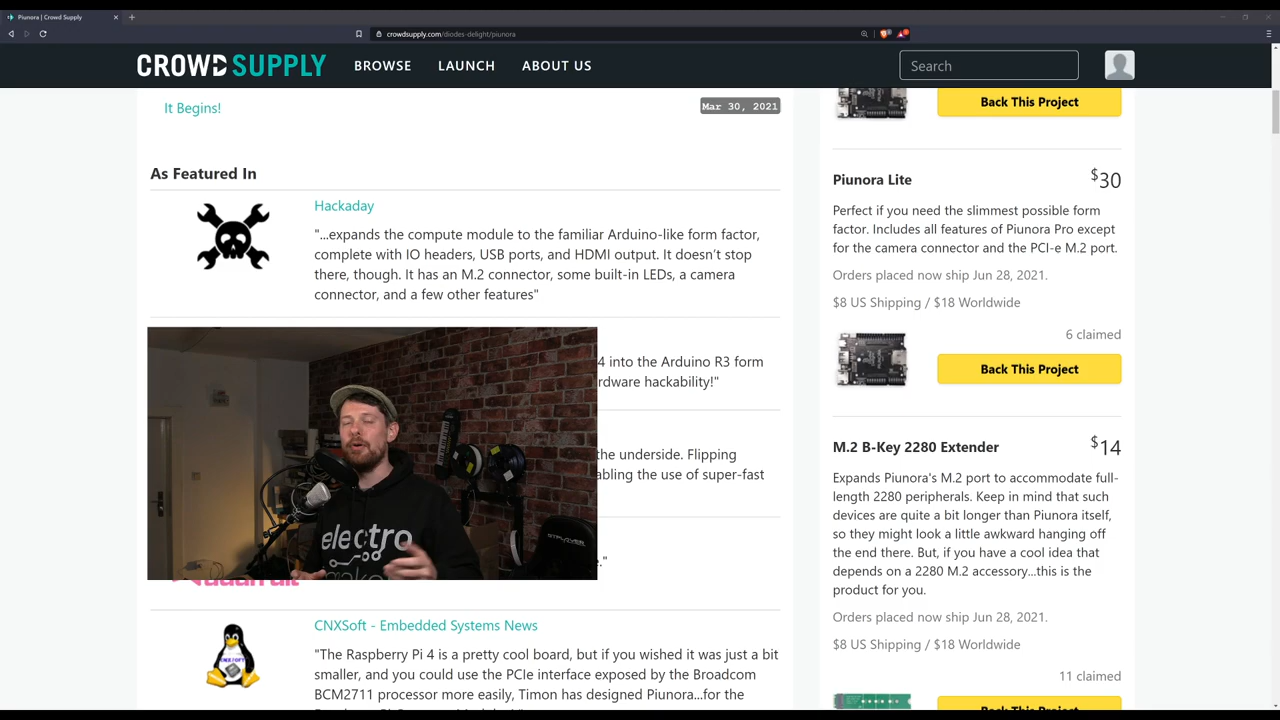 Piunora | Crowd Supply
crowdsupply.com/diodes-delight/piunora
CROWD SUPPLY
BROWSE
LAUNCH
ABOUT US
Search
It Begins!
Mar 30, 2021
As Featured In
Hackaday
"...expands the compute module to the familiar Arduino-like form factor,
complete with IO headers, USB ports, and HDMI output. It doesn’t stop
there, though. It has an M.2 connector, some built-in LEDs, a camera
connector, and a few other features"
4 into the Arduino R3 form
rdware hackability!"
the underside. Flipping
abling the use of super-fast
electro
CNXSoft - Embedded Systems News
"The Raspberry Pi 4 is a pretty cool board, but if you wished it was just a bit
smaller, and you could use the PCIe interface exposed by the Broadcom
BCM2711 processor more easily, Timon has designed Piunora...for the
Back This Project
Piunora Lite
$30
Perfect if you need the slimmest possible form
factor. Includes all features of Piunora Pro except
for the camera connector and the PCI-e M.2 port.
Orders placed now ship Jun 28, 2021.
$8 US Shipping / $18 Worldwide
6 claimed
Back This Project
M.2 B-Key 2280 Extender
$14
Expands Piunora's M.2 port to accommodate full-
length 2280 peripherals. Keep in mind that such
devices are quite a bit longer than Piunora itself,
so they might look a little awkward hanging off
the end there. But, if you have a cool idea that
depends on a 2280 M.2 accessory...this is the
product for you.
Orders placed now ship Jun 28, 2021.
$8 US Shipping / $18 Worldwide
11 claimed
Back This Project